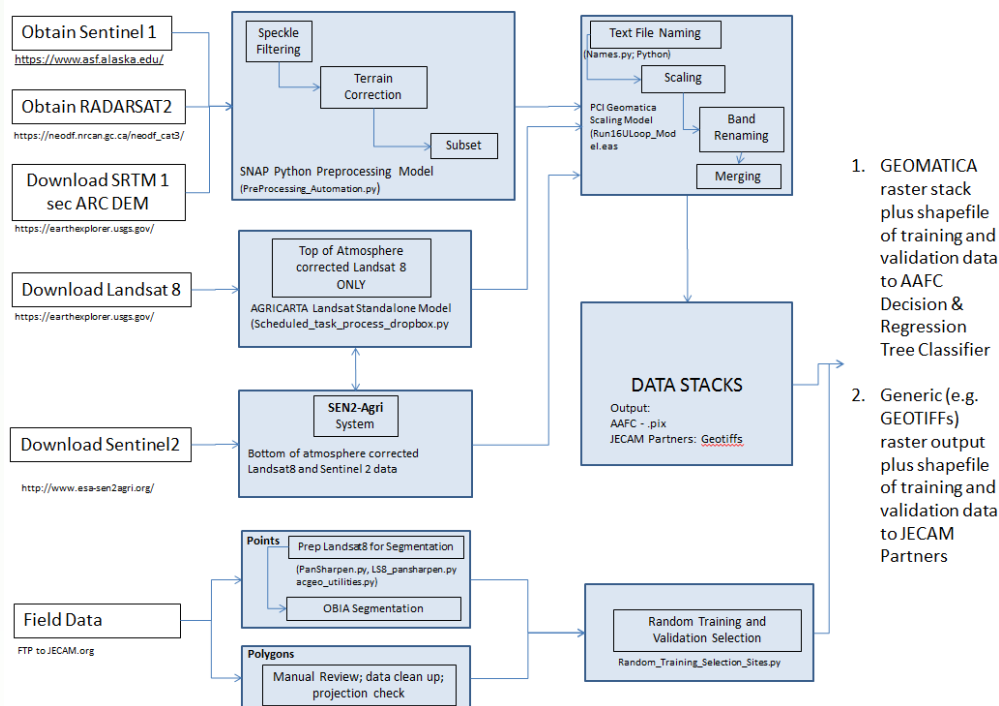 Obtain Sentinel 1
https://www.asf.alaska.edu/
Obtain RADARSAT2
https://neodf.nrcan.gc.ca/neodf_cat3/
Download SRTM 1
sec ARC DEM
https://earthexplorer.usgs.gov/
Download Landsat 8
https://earthexplorer.usgs.gov/
Download Sentinel2
http://www.esa-sen2agri.org/
Field Data
FTP to JECAM.org
Speckle
Filtering
Terrain
Correction
Subset
SNAP Python Preprocessing Model
(PreProcessing_Automation.py)
Top of Atmosphere
corrected Landsat 8
ONLY
AGRICARTA Landsat Standalone Model
(Scheduled_task_process_dropbox.py
SEN2-Agri
System
Bottom of atmosphere corrected
Landsat8 and Sentinel 2 data
Points
Prep Landsat8 for Segmentation
(PanSharpen.py, LS8_pansharpen.py
acgeo_utilities.py)
OBIA Segmentation
Polygons
Manual Review; data clean up;
projection check
Text File Naming
(Names.py; Python)
Scaling
PCI Geomatica
Scaling Model
(Run16ULoop_Mod
el.eas
Band
Renaming
Merging
DATA STACKS
Output:
AAFC - .pix
JECAM Partners: Geotiffs
Random Training and
Validation Selection
Random_Training_Selection_Sites.py
1. GEOMATICA
raster stack
plus shapefile
of training and
validation data
to AAFC
Decision &
Regression
Tree Classifier
2. Generic (e.g.
GEOTIFFs)
raster output
plus shapefile
of training and
validation data
to JECAM
Partners